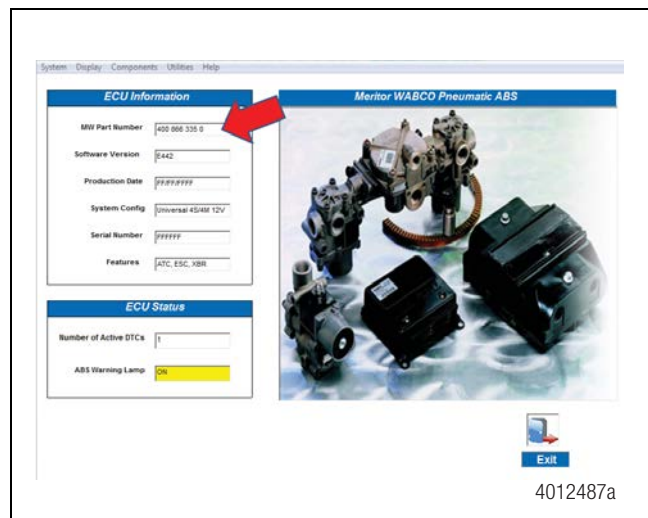 System Display Components Utilities Help
ECU Information
MW Part Number 400 866 335 0
Software Version E442
Production Date FF/FF/FFFF
System Config Universal 4S/4M 12V
Serial Number FFFFFF
Features ATC, ESC, XBR
ECU Status
Number of Active DTCs 1
ABS Warning Lamp ON
Meritor WABCO Pneumatic ABS
Exit
4012487a